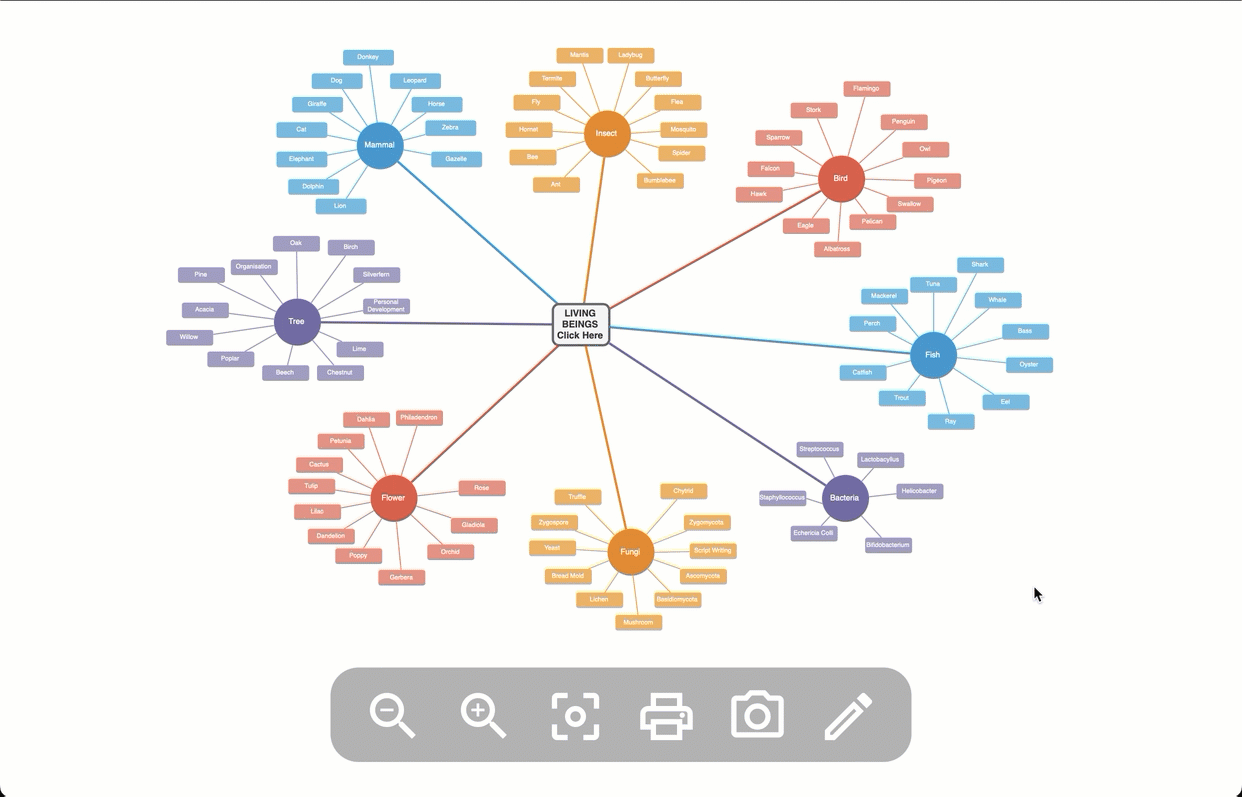 Donkey
Dog
Leopard
Giraffe
Horse
Cat
Zebra
Mammal
Elephant
Gazelle
Dolphin
Lion
Mantis
Ladybug
Termite
Butterfly
Fly
Flea
Hornet
Mosquito
Insect
Bee
Spider
Ant
Bumblebee
Flamingo
Stork
Penguin
Sparrow
Owl
Falcon
Bird
Pigeon
Hawk
Swallow
Eagle
Pelican
Albatross
Oak
Birch
Organisation
Pine
Silverfern
Acacia
Personal
Development
Tree
Willow
Lime
Poplar
Beech
Chestnut
LIVING
BEINGS
Click Here
Shark
Tuna
Mackerel
Whale
Perch
Bass
Fish
Oyster
Catfish
Trout
Eel
Ray
Dahlia
Philadendron
Petunia
Cactus
Tulip
Rose
Flower
Lilac
Gladiola
Dandelion
Orchid
Poppy
Gerbera
Truffle
Chytrid
Zygospore
Zygomycota
Yeast
Fungi
Script Writing
Bread Mold
Ascomycota
Lichen
Basidiomycota
Mushroom
Streptococcus
Lactobacyllus
Helicobacter
Staphyllococcus
Bacteria
Echericia Colli
Bifidobacterium